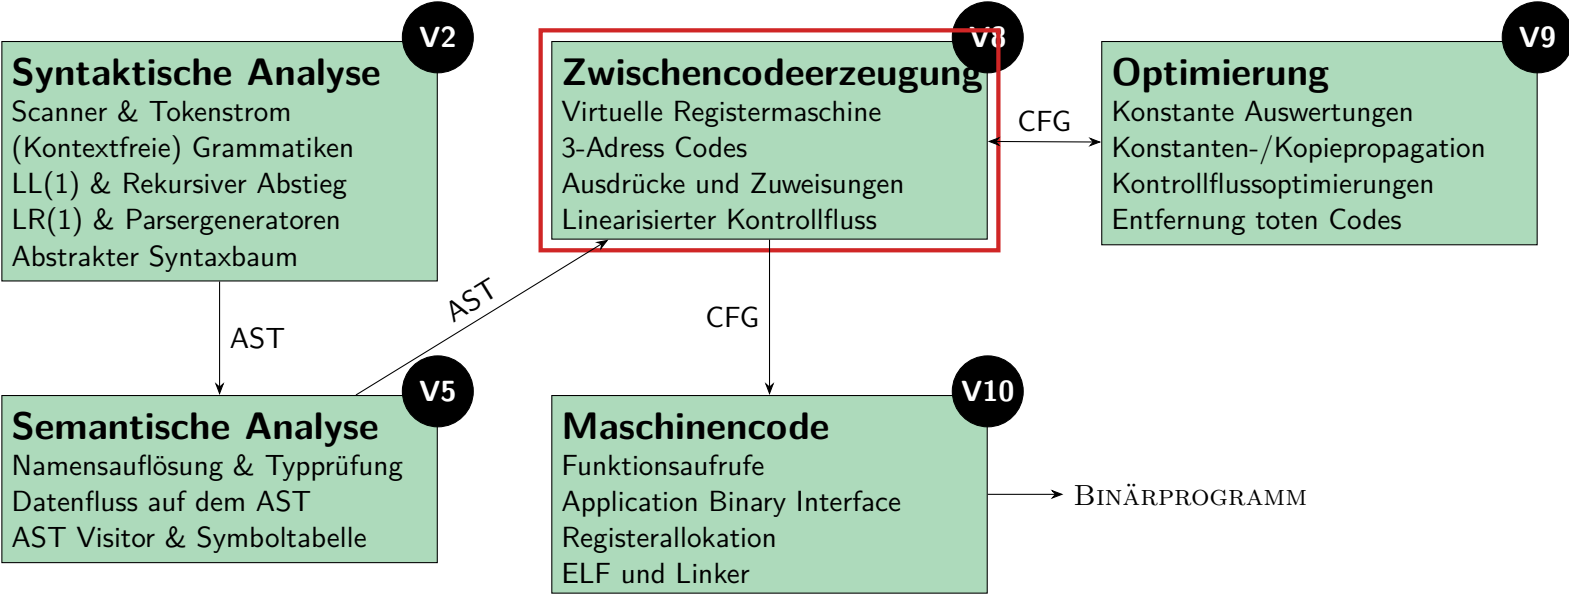 V2
Syntaktische Analyse
Scanner & Tokenstrom
(Kontextfreie) Grammatiken
LL(1) & Rekursiver Abstieg
LR(1) & Parsergeneratoren
Abstrakter Syntaxbaum
AST
V5
Semantische Analyse
Namensauflösung & Typprüfung
Datenfluss auf dem AST
AST Visitor & Symboltabelle
AST
V8
Zwischencodeerzeugung
Virtuelle Registermaschine
3-Adress Codes
Ausdrücke und Zuweisungen
Linearisierter Kontrollfluss
CFG
V9
Optimierung
Konstante Auswertungen
Konstanten-/Kopiepropagation
Kontrollflussoptimierungen
Entfernung toten Codes
CFG
V10
Maschinencode
Funktionsaufrufe
Application Binary Interface
Registerallokation
ELF und Linker
BINÄRPROGRAMM